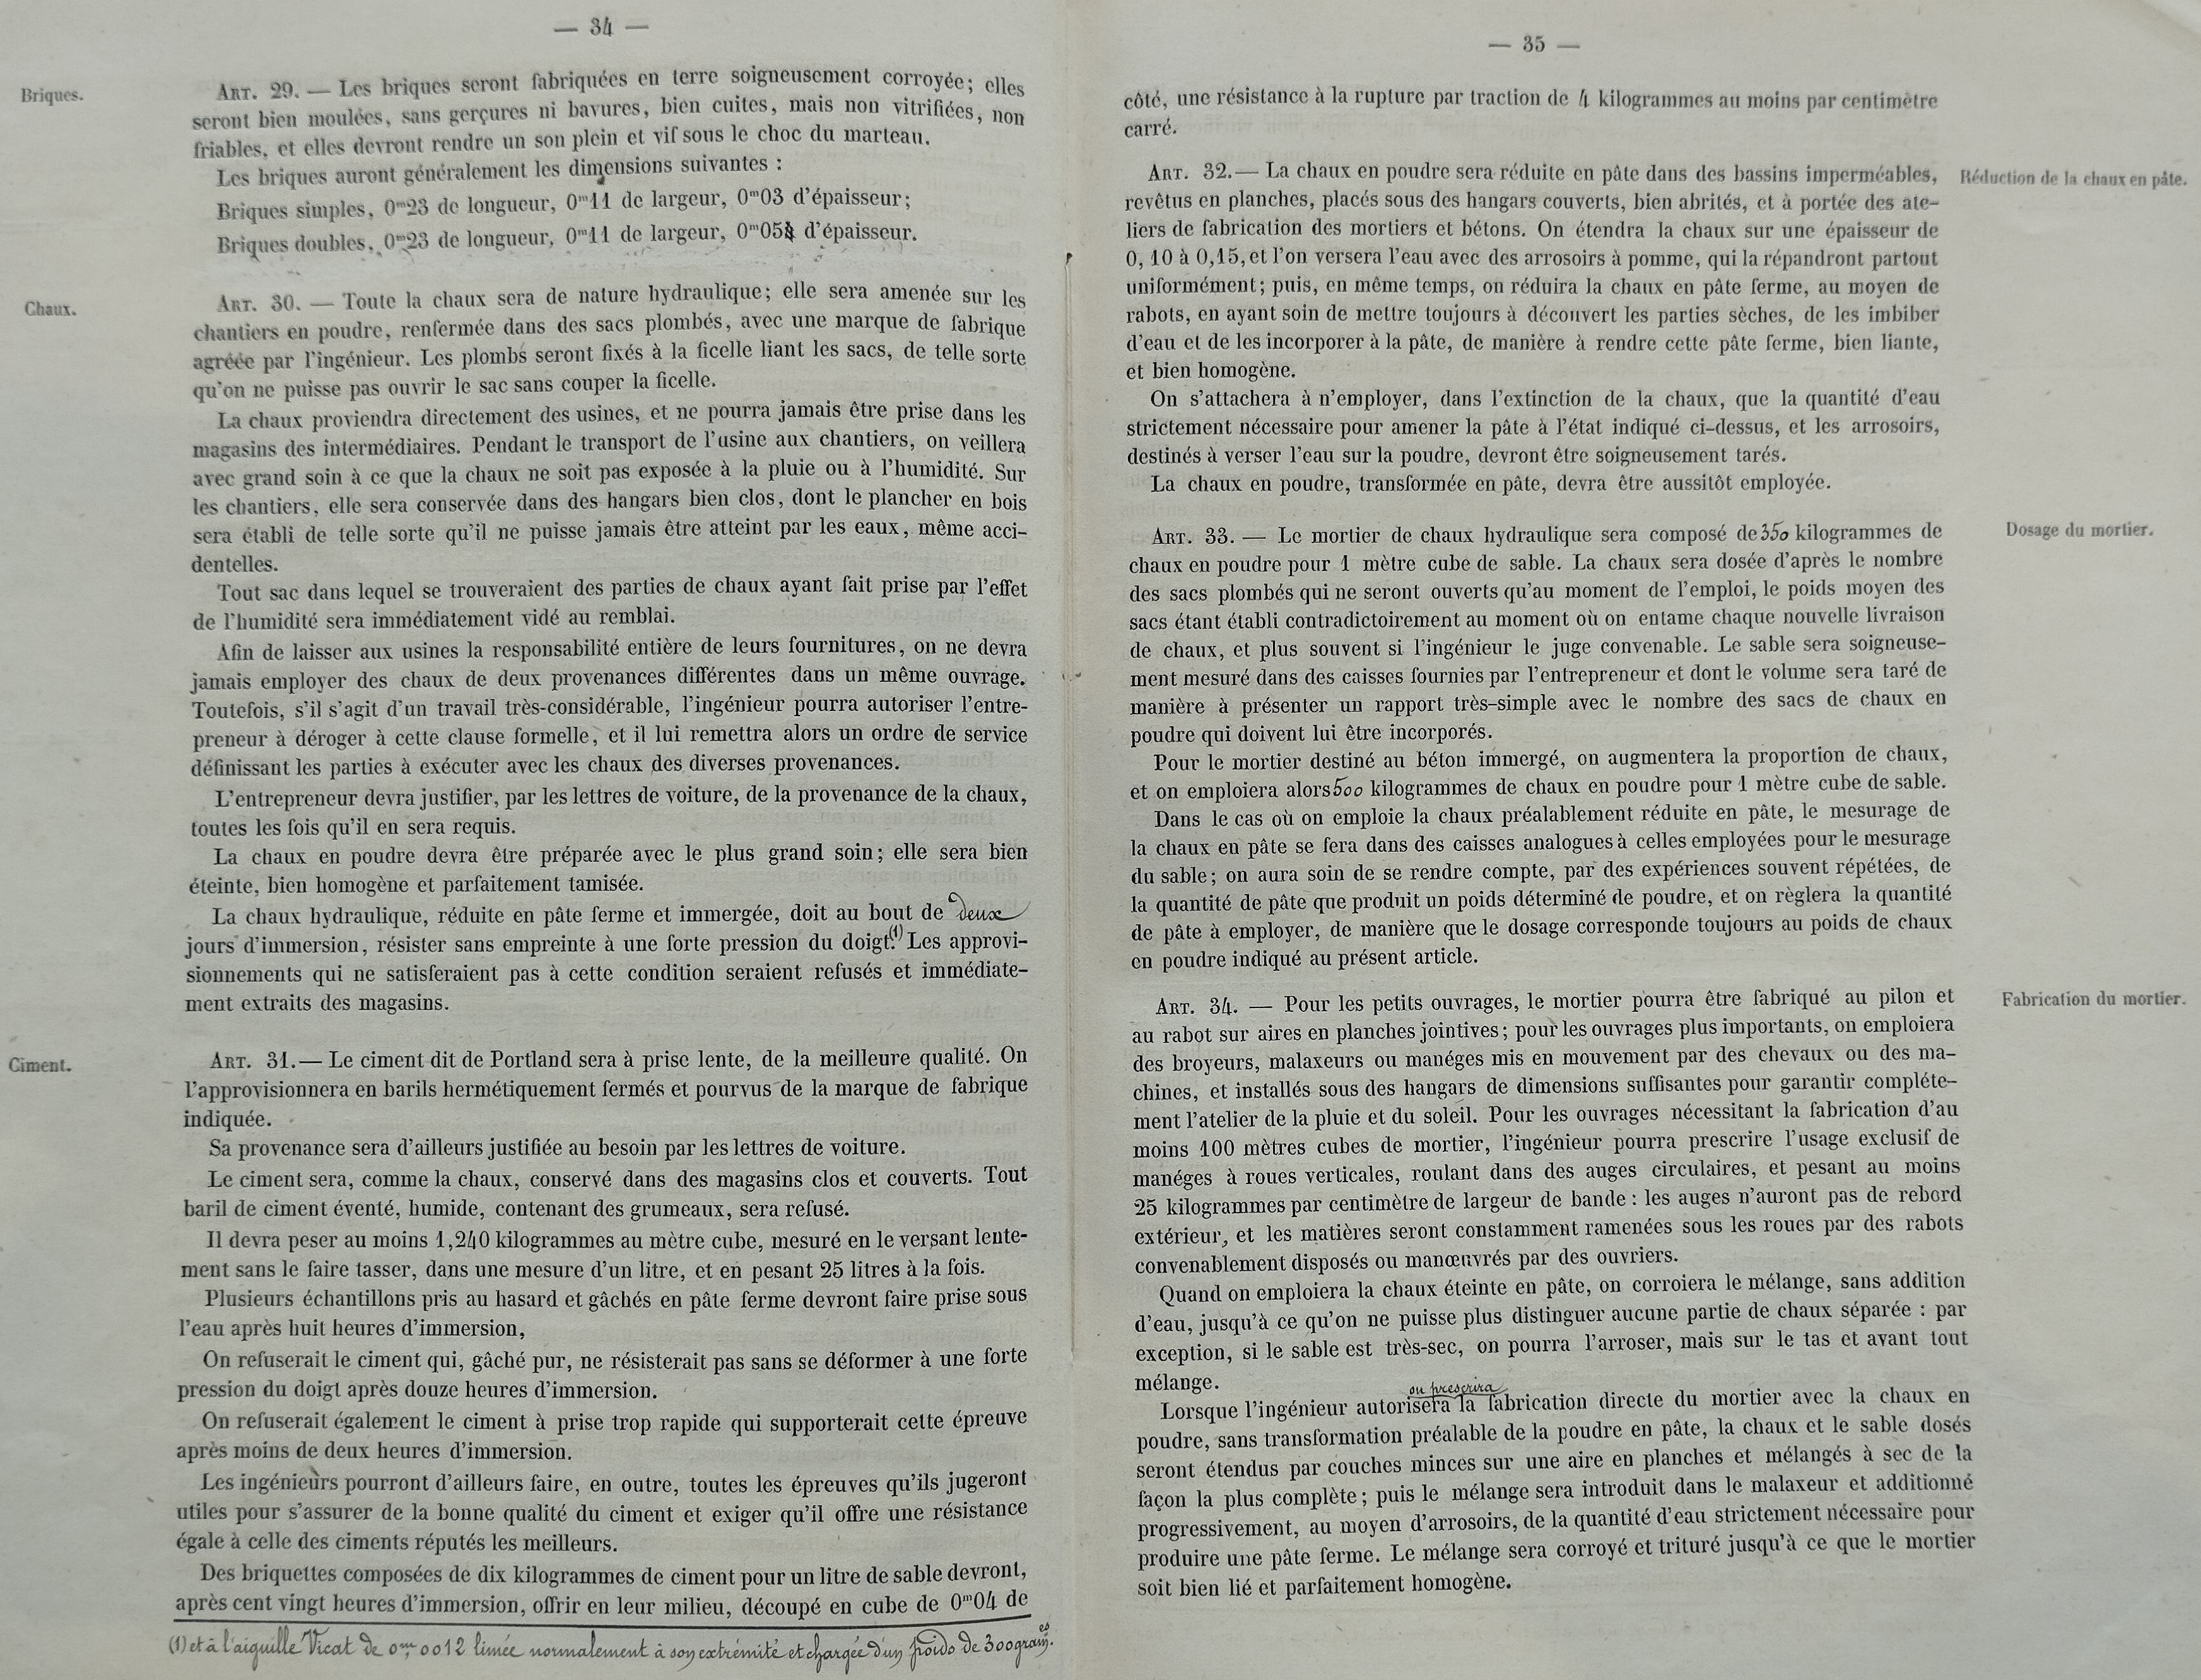 — 34 —
Briques.
ART. 29. — Les briques seront fabriquées en terre soigneusement corroyée; elles
seront bien moulées, sans gerçures ni bavures, bien cuites, mais non vitrifiées, non
friables, et elles devront rendre un son plein et vif sous le choc du marteau.
Les briques auront généralement les dimensions suivantes :
Briques simples, 0ᵐ23 de longueur, 0ᵐ11 de largeur, 0ᵐ03 d'épaisseur;
Briques doubles, 0ᵐ23 de longueur, 0ᵐ11 de largeur, 0ᵐ05 d'épaisseur.
Chaux.
ART. 30. — Toute la chaux sera de nature hydraulique; elle sera amenée sur les
chantiers en poudre, renfermée dans des sacs plombés, avec une marque de fabrique
agréée par l'ingénieur. Les plombs seront fixés à la ficelle liant les sacs, de telle sorte
qu'on ne puisse pas ouvrir le sac sans couper la ficelle.
La chaux proviendra directement des usines, et ne pourra jamais être prise dans les
magasins des intermédiaires. Pendant le transport de l'usine aux chantiers, on veillera
avec grand soin à ce que la chaux ne soit pas exposée à la pluie ou à l'humidité. Sur
les chantiers, elle sera conservée dans des hangars bien clos, dont le plancher en bois
sera établi de telle sorte qu'il ne puisse jamais être atteint par les eaux, même acci-
dentelles.
Tout sac dans lequel se trouveraient des parties de chaux ayant fait prise par l'effet
de l'humidité sera immédiatement vidé au remblai.
Afin de laisser aux usines la responsabilité entière de leurs fournitures, on ne devra
jamais employer des chaux de deux provenances différentes dans un même ouvrage.
Toutefois, s'il s'agit d'un travail très-considérable, l'ingénieur pourra autoriser l'entre-
preneur à déroger à cette clause formelle, et il lui remettra alors un ordre de service
définissant les parties à exécuter avec les chaux des diverses provenances.
L'entrepreneur devra justifier, par les lettres de voiture, de la provenance de la chaux,
toutes les fois qu'il en sera requis.
La chaux en poudre devra être préparée avec le plus grand soin; elle sera bien
éteinte, bien homogène et parfaitement tamisée.
La chaux hydraulique, réduite en pâte ferme et immergée, doit au bout de deux
jours d'immersion, résister sans empreinte à une forte pression du doigt.(1) Les approvi-
sionnements qui ne satisferaient pas à cette condition seraient refusés et immédiate-
ment extraits des magasins.
Ciment.
ART. 31. — Le ciment dit de Portland sera à prise lente, de la meilleure qualité. On
l'approvisionnera en barils hermétiquement fermés et pourvus de la marque de fabrique
indiquée.
Sa provenance sera d'ailleurs justifiée au besoin par les lettres de voiture.
Le ciment sera, comme la chaux, conservé dans des magasins clos et couverts. Tout
baril de ciment éventé, humide, contenant des grumeaux, sera refusé.
Il devra peser au moins 1,240 kilogrammes au mètre cube, mesuré en le versant lente-
ment sans le faire tasser, dans une mesure d'un litre, et en pesant 25 litres à la fois.
Plusieurs échantillons pris au hasard et gâchés en pâte ferme devront faire prise sous
l'eau après huit heures d'immersion,
On refuserait le ciment qui, gâché pur, ne résisterait pas sans se déformer à une forte
pression du doigt après douze heures d'immersion.
On refuserait également le ciment à prise trop rapide qui supporterait cette épreuve
après moins de deux heures d'immersion.
Les ingénieurs pourront d'ailleurs faire, en outre, toutes les épreuves qu'ils jugeront
utiles pour s'assurer de la bonne qualité du ciment et exiger qu'il offre une résistance
égale à celle des ciments réputés les meilleurs.
Des briquettes composées de dix kilogrammes de ciment pour un litre de sable devront,
après cent vingt heures d'immersion, offrir en leur milieu, découpé en cube de 0ᵐ04 de
(1) et à l'aiguille Vicat de 0ᵐ,0012 limée normalement à son extrémité et chargée d'un poids de 300 gram.es
— 35 —
côté, une résistance à la rupture par traction de 4 kilogrammes au moins par centimètre
carré.
Réduction de la chaux en pâte.
ART. 32. — La chaux en poudre sera réduite en pâte dans des bassins imperméables,
revêtus en planches, placés sous des hangars couverts, bien abrités, et à portée des ate-
liers de fabrication des mortiers et bétons. On étendra la chaux sur une épaisseur de
0,10 à 0,15, et l'on versera l'eau avec des arrosoirs à pomme, qui la répandront partout
uniformément; puis, en même temps, on réduira la chaux en pâte ferme, au moyen de
rabots, en ayant soin de mettre toujours à découvert les parties sèches, de les imbiber
d'eau et de les incorporer à la pâte, de manière à rendre cette pâte ferme, bien liante,
et bien homogène.
On s'attachera à n'employer, dans l'extinction de la chaux, que la quantité d'eau
strictement nécessaire pour amener la pâte à l'état indiqué ci-dessus, et les arrosoirs,
destinés à verser l'eau sur la poudre, devront être soigneusement tarés.
La chaux en poudre, transformée en pâte, devra être aussitôt employée.
Dosage du mortier.
ART. 33. — Le mortier de chaux hydraulique sera composé de 350 kilogrammes de
chaux en poudre pour 1 mètre cube de sable. La chaux sera dosée d'après le nombre
des sacs plombés qui ne seront ouverts qu'au moment de l'emploi, le poids moyen des
sacs étant établi contradictoirement au moment où on entame chaque nouvelle livraison
de chaux, et plus souvent si l'ingénieur le juge convenable. Le sable sera soigneuse-
ment mesuré dans des caisses fournies par l'entrepreneur et dont le volume sera taré de
manière à présenter un rapport très-simple avec le nombre des sacs de chaux en
poudre qui doivent lui être incorporés.
Pour le mortier destiné au béton immergé, on augmentera la proportion de chaux,
et on emploiera alors 500 kilogrammes de chaux en poudre pour 1 mètre cube de sable.
Dans le cas où on emploie la chaux préalablement réduite en pâte, le mesurage de
la chaux en pâte se fera dans des caisses analogues à celles employées pour le mesurage
du sable; on aura soin de se rendre compte, par des expériences souvent répétées, de
la quantité de pâte que produit un poids déterminé de poudre, et on règlera la quantité
de pâte à employer, de manière que le dosage corresponde toujours au poids de chaux
en poudre indiqué au présent article.
Fabrication du mortier.
ART. 34. — Pour les petits ouvrages, le mortier pourra être fabriqué au pilon et
au rabot sur aires en planches jointives; pour les ouvrages plus importants, on emploiera
des broyeurs, malaxeurs ou manéges mis en mouvement par des chevaux ou des ma-
chines, et installés sous des hangars de dimensions suffisantes pour garantir compléte-
ment l'atelier de la pluie et du soleil. Pour les ouvrages nécessitant la fabrication d'au
moins 100 mètres cubes de mortier, l'ingénieur pourra prescrire l'usage exclusif de
manéges à roues verticales, roulant dans des auges circulaires, et pesant au moins
25 kilogrammes par centimètre de largeur de bande : les auges n'auront pas de rebord
extérieur, et les matières seront constamment ramenées sous les roues par des rabots
convenablement disposés ou manœuvrés par des ouvriers.
Quand on emploiera la chaux éteinte en pâte, on corroiera le mélange, sans addition
d'eau, jusqu'à ce qu'on ne puisse plus distinguer aucune partie de chaux séparée : par
exception, si le sable est très-sec, on pourra l'arroser, mais sur le tas et avant tout
mélange.
ou prescrira
Lorsque l'ingénieur autorisera la fabrication directe du mortier avec la chaux en
poudre, sans transformation préalable de la poudre en pâte, la chaux et le sable dosés
seront étendus par couches minces sur une aire en planches et mélangés à sec de la
façon la plus complète; puis le mélange sera introduit dans le malaxeur et additionné
progressivement, au moyen d'arrosoirs, de la quantité d'eau strictement nécessaire pour
produire une pâte ferme. Le mélange sera corroyé et trituré jusqu'à ce que le mortier
soit bien lié et parfaitement homogène.